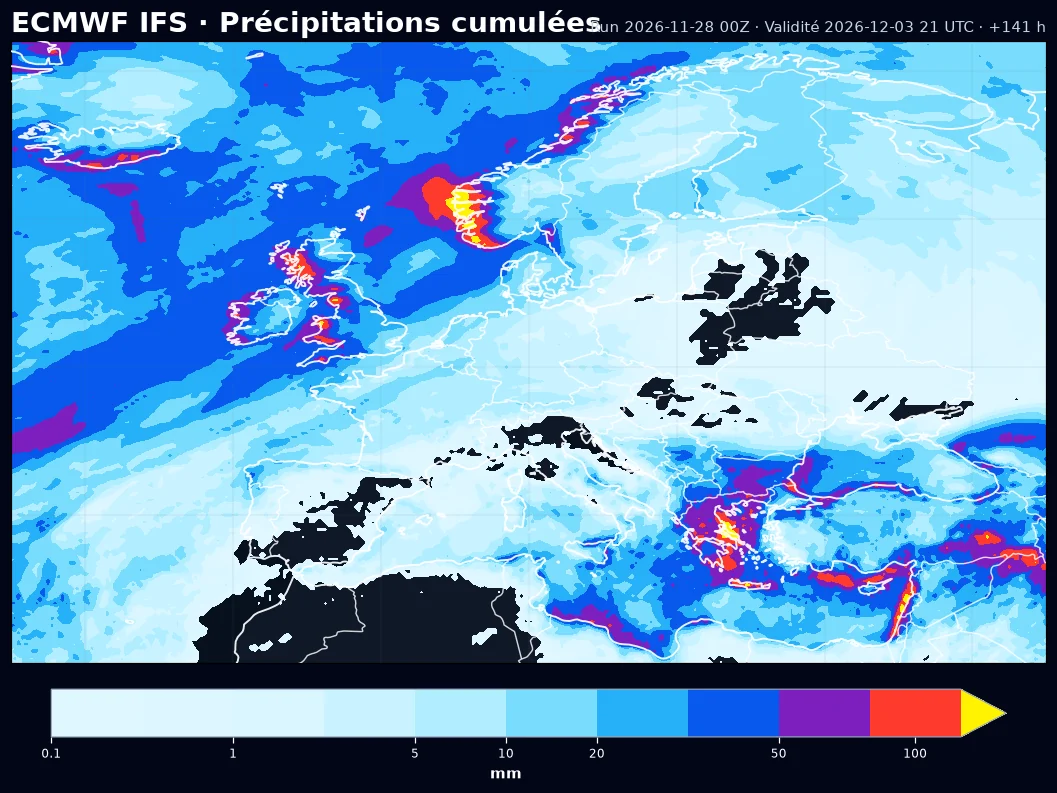 ECMWF IFS · Précipitations cumulées
Run 2026-11-28 00Z · Validité 2026-12-03 21 UTC · +141 h
0.1 1 5 10 20 50 100
mm